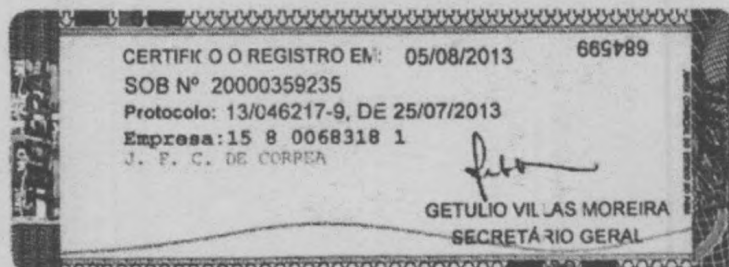 CERTIFICO O REGISTRO EM: 05/08/2013
684599
SOB Nº 20000359235
Protocolo: 13/046217-9, DE 25/07/2013
Empresa:15 8 0068318 1
J. F. C. DE CORREA
GETULIO VILLAS MOREIRA
SECRETÁRIO GERAL